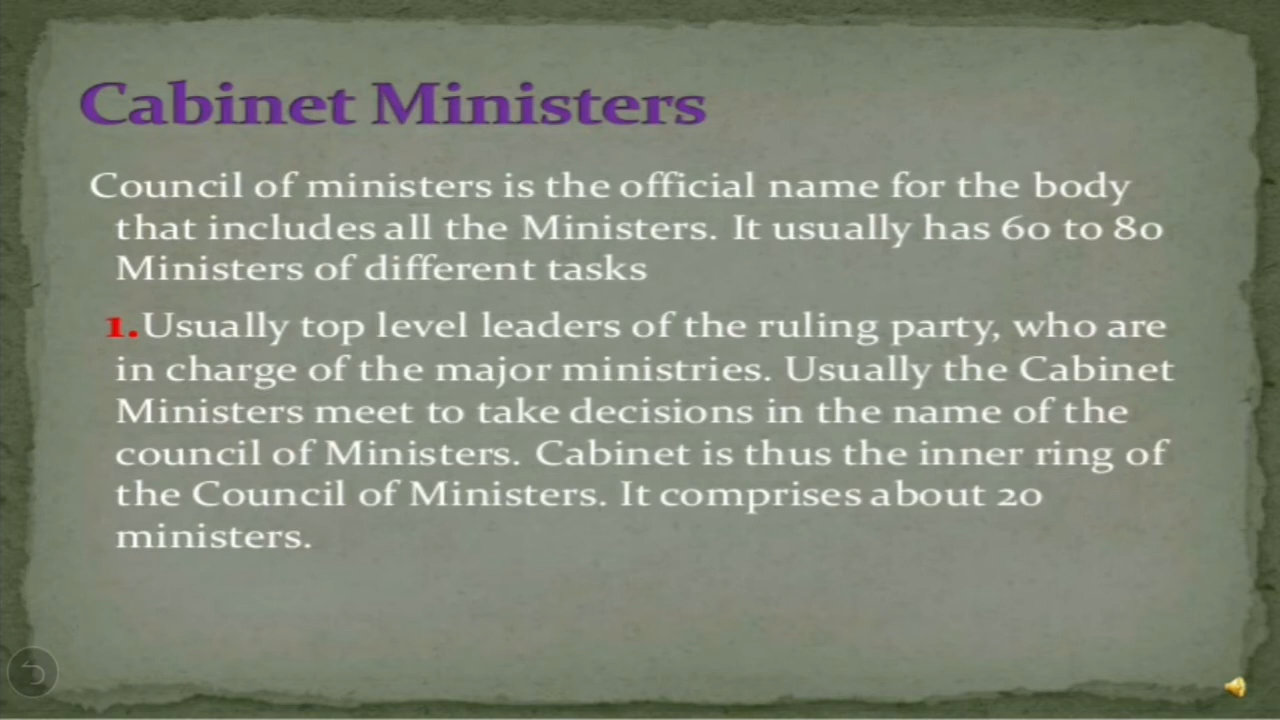 Cabinet Ministers
Council of ministers is the official name for the body
that includes all the Ministers. It usually has 60 to 80
Ministers of different tasks
1.Usually top level leaders of the ruling party, who are
in charge of the major ministries. Usually the Cabinet
Ministers meet to take decisions in the name of the
council of Ministers. Cabinet is thus the inner ring of
the Council of Ministers. It comprises about 20
ministers.